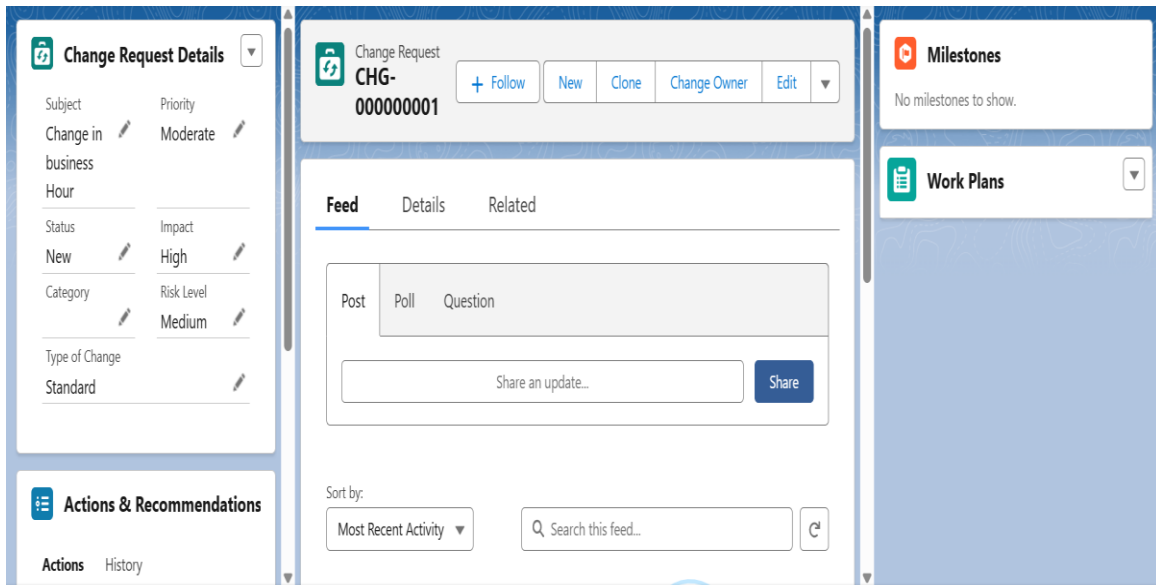 Change Request Details
Subject
Priority
Change in
business
Hour
Moderate
Status
Impact
New
High
Category
Risk Level
Medium
Type of Change
Standard
Actions & Recommendations
Actions
History
Change Request
CHG-
000000001
+ Follow
New
Clone
Change Owner
Edit
Feed
Details
Related
Post
Poll
Question
Share an update...
Share
Sort by:
Most Recent Activity
Search this feed...
Milestones
No milestones to show.
Work Plans